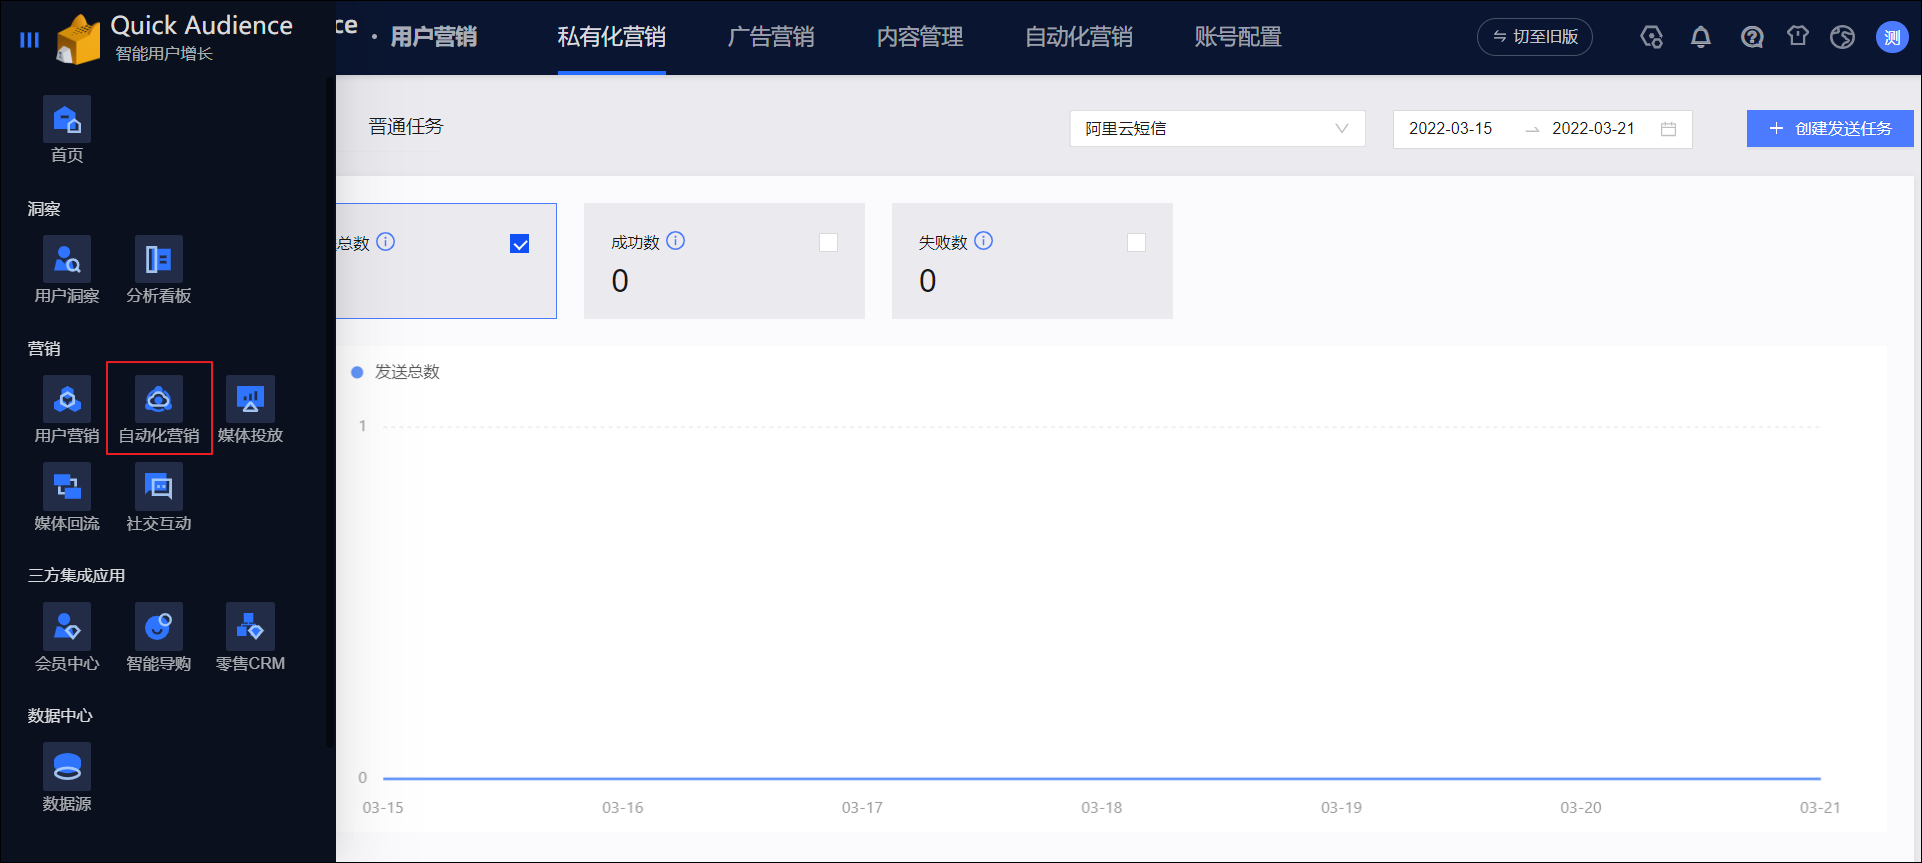 Quick Audience
智能用户增长
首页
洞察
用户洞察
分析看板
营销
用户营销
自动化营销
媒体投放
媒体回流
社交互动
三方集成应用
会员中心
智能导购
零售CRM
数据中心
数据源
ce
· 用户营销
私有化营销
广告营销
内容管理
自动化营销
账号配置
⇋ 切至旧版
测
普通任务
阿里云短信
2022-03-15 → 2022-03-21
+ 创建发送任务
总数
成功数
0
失败数
0
发送总数
1
0
03-15 03-16 03-17 03-18 03-19 03-20 03-21